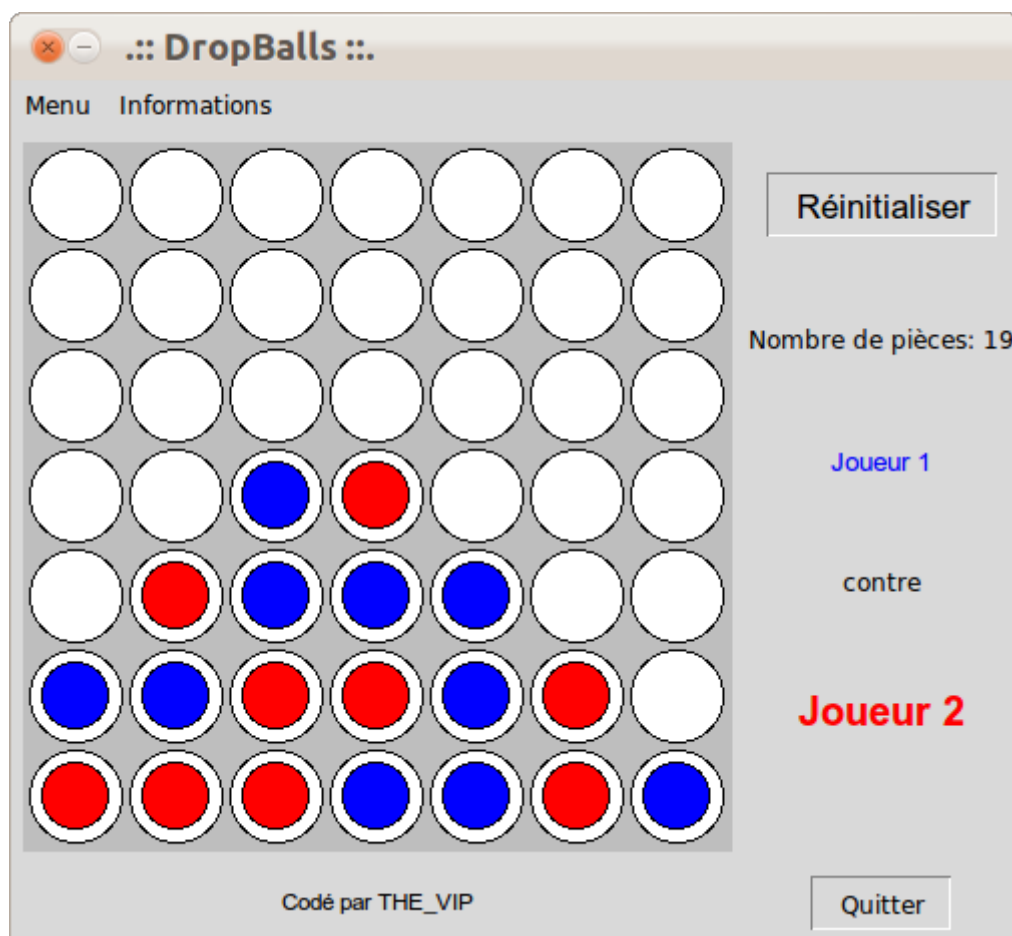 .:: DropBalls ::.
Menu Informations
Réinitialiser
Nombre de pièces: 19
Joueur 1
contre
Joueur 2
Codé par THE_VIP
Quitter